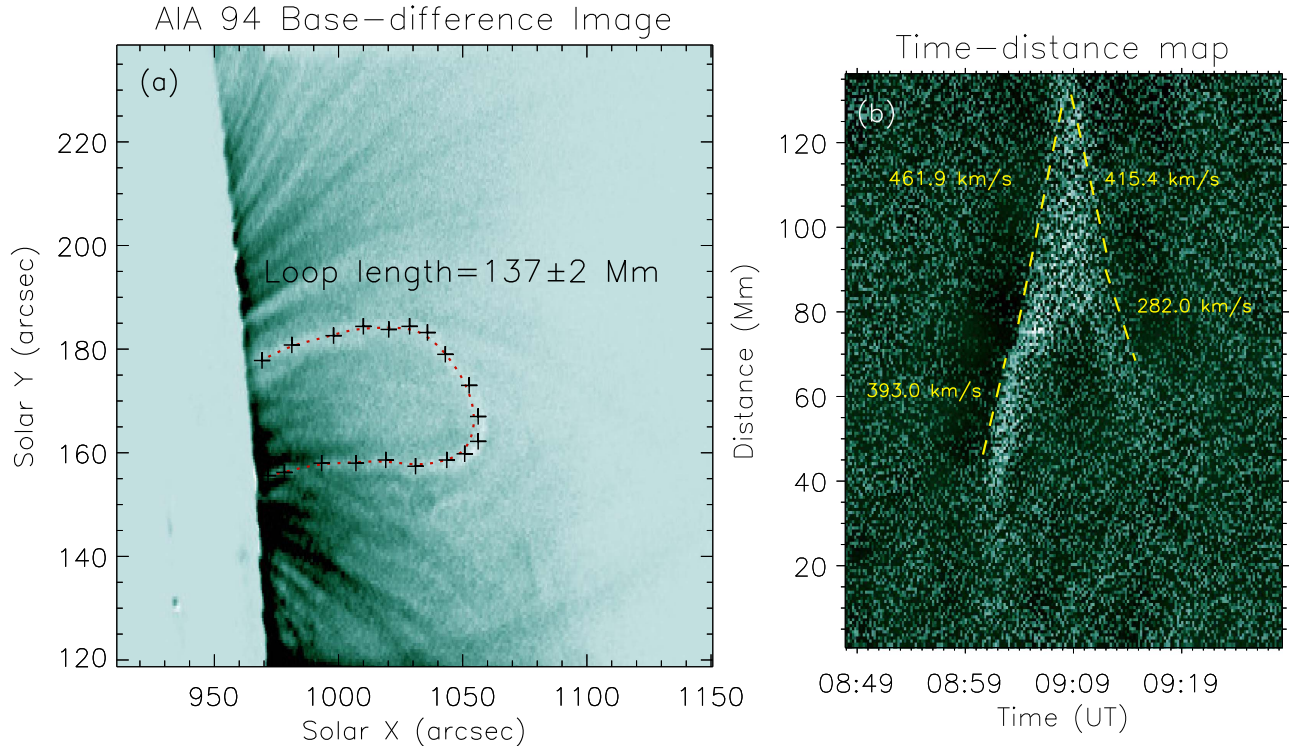 AIA 94 Base−difference Image
(a)
Loop length=137±2 Mm
Solar Y (arcsec)
220
200
180
160
140
120
950 1000 1050 1100 1150
Solar X (arcsec)
Time−distance map
(b)
461.9 km/s
415.4 km/s
282.0 km/s
393.0 km/s
Distance (Mm)
120
100
80
60
40
20
08:49 08:59 09:09 09:19
Time (UT)